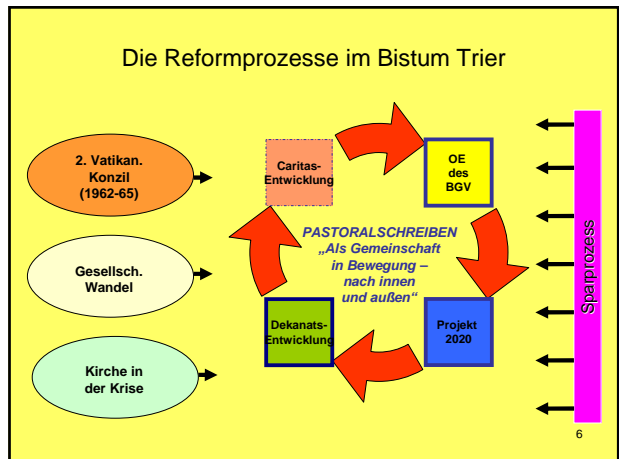 Die Reformprozesse im Bistum Trier
2. Vatikan.
Konzil
(1962-65)
Gesellsch.
Wandel
Kirche in
der Krise
Caritas-
Entwicklung
OE
des
BGV
PASTORALSCHREIBEN
„Als Gemeinschaft
in Bewegung –
nach innen
und außen“
Dekanats-
Entwicklung
Projekt
2020
Sparprozess
6